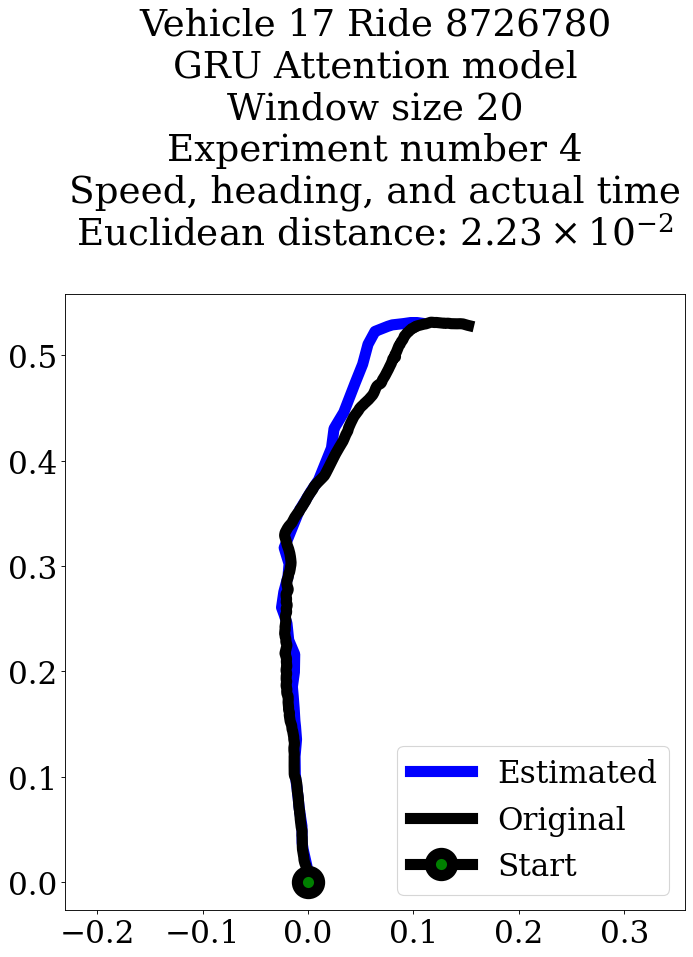 Vehicle 17 Ride 8726780
GRU Attention model
Window size 20
Experiment number 4
Speed, heading, and actual time
Euclidean distance: 2.23 × 10⁻²
0.5
0.4
0.3
0.2
0.1
0.0
Estimated
Original
Start
−0.2 −0.1 0.0 0.1 0.2 0.3